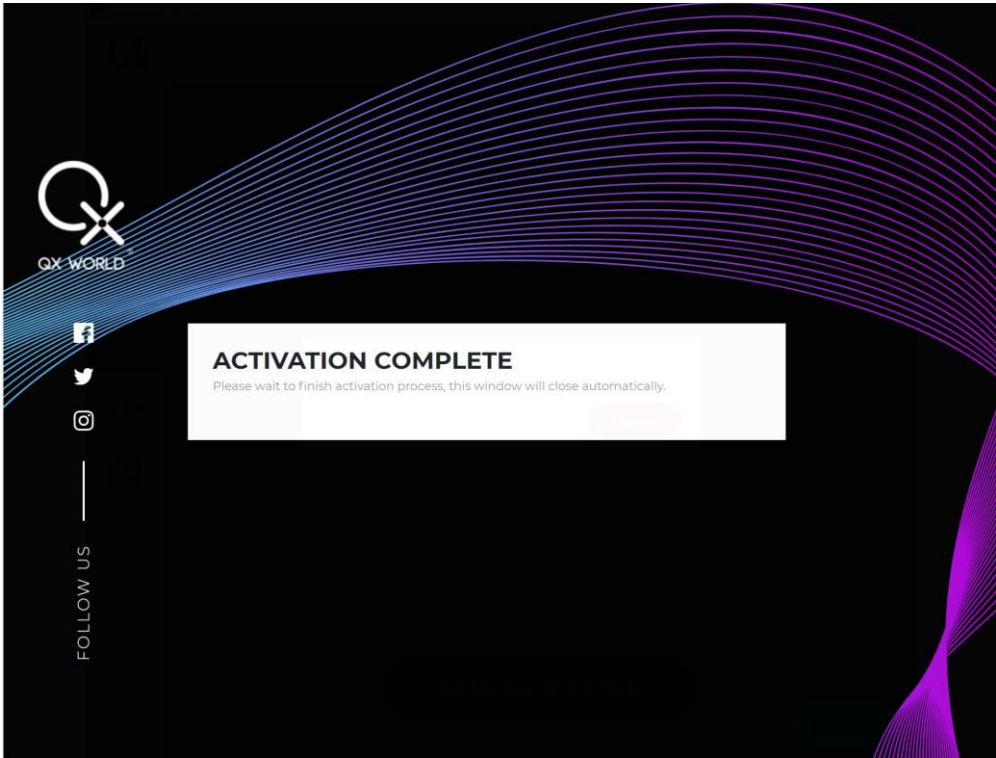 QX WORLD
ACTIVATION COMPLETE
Please wait to finish activation process, this window will close automatically.
FOLLOW US